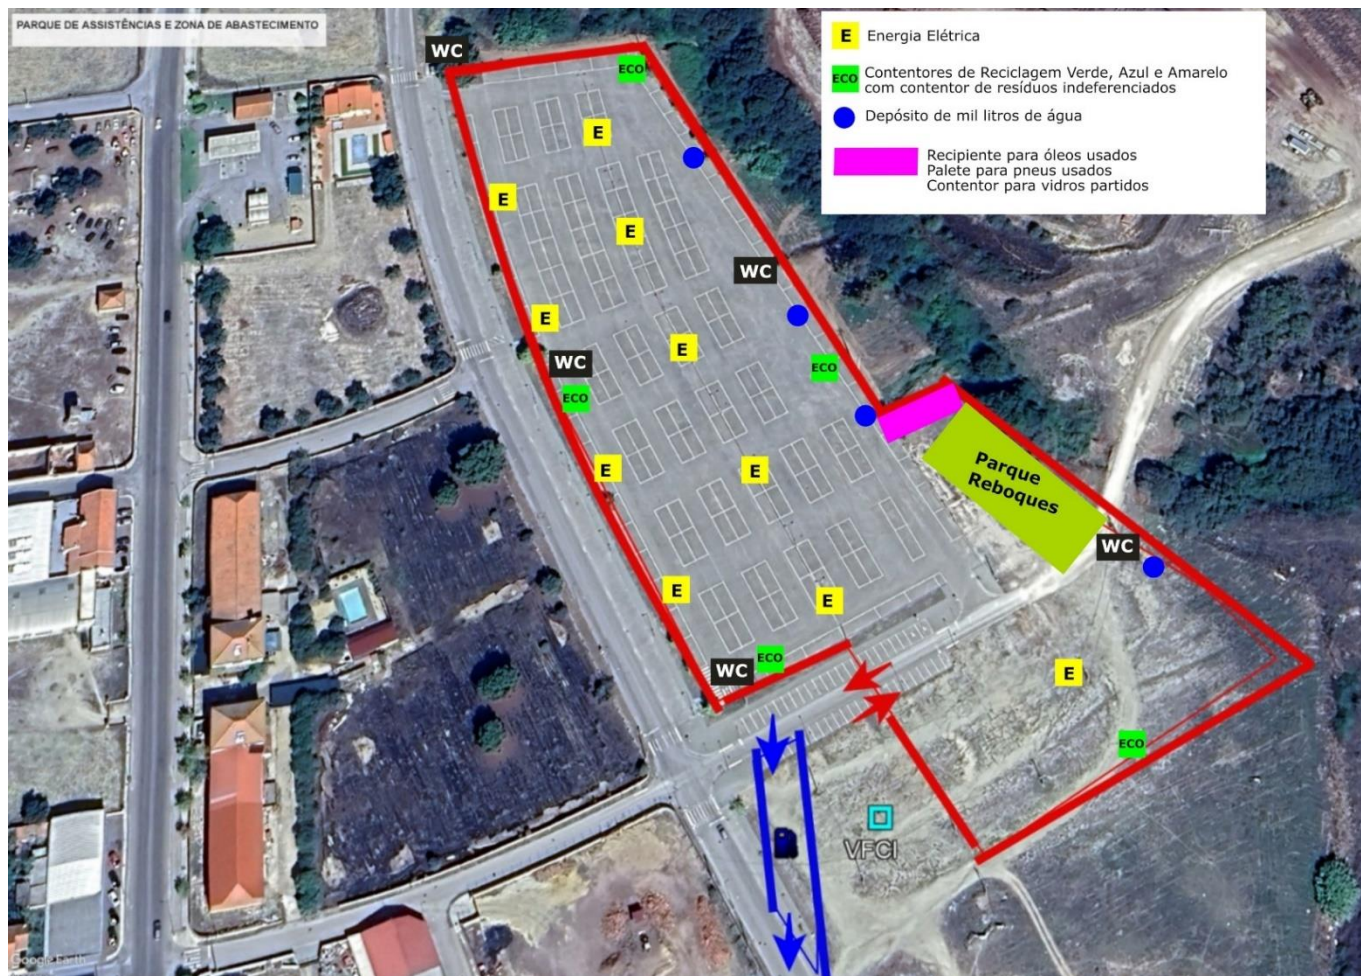 PARQUE DE ASSISTÊNCIAS E ZONA DE ABASTECIMENTO
E Energia Elétrica
ECO Contentores de Reciclagem Verde, Azul e Amarelo
com contentor de resíduos indeferenciados
Depósito de mil litros de água
Recipiente para óleos usados
Palete para pneus usados
Contentor para vidros partidos
WC
ECO
E
E
E
WC
E
E
WC
ECO
ECO
E
E
Parque
Reboques
WC
E
E
ECO
WC
E
ECO
VFCI
Google Earth